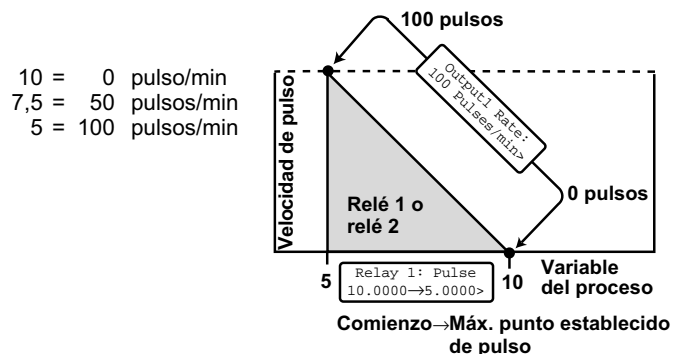 10 = 0 pulso/min
7,5 = 50 pulsos/min
5 = 100 pulsos/min
100 pulsos
Output1 Rate:
100 Pulses/min>
Velocidad de pulso
0 pulsos
Relé 1 o
relé 2
5
Relay 1: Pulse
10.0000→5.0000>
10
Variable
del proceso
Comienzo→Máx. punto establecido
de pulso